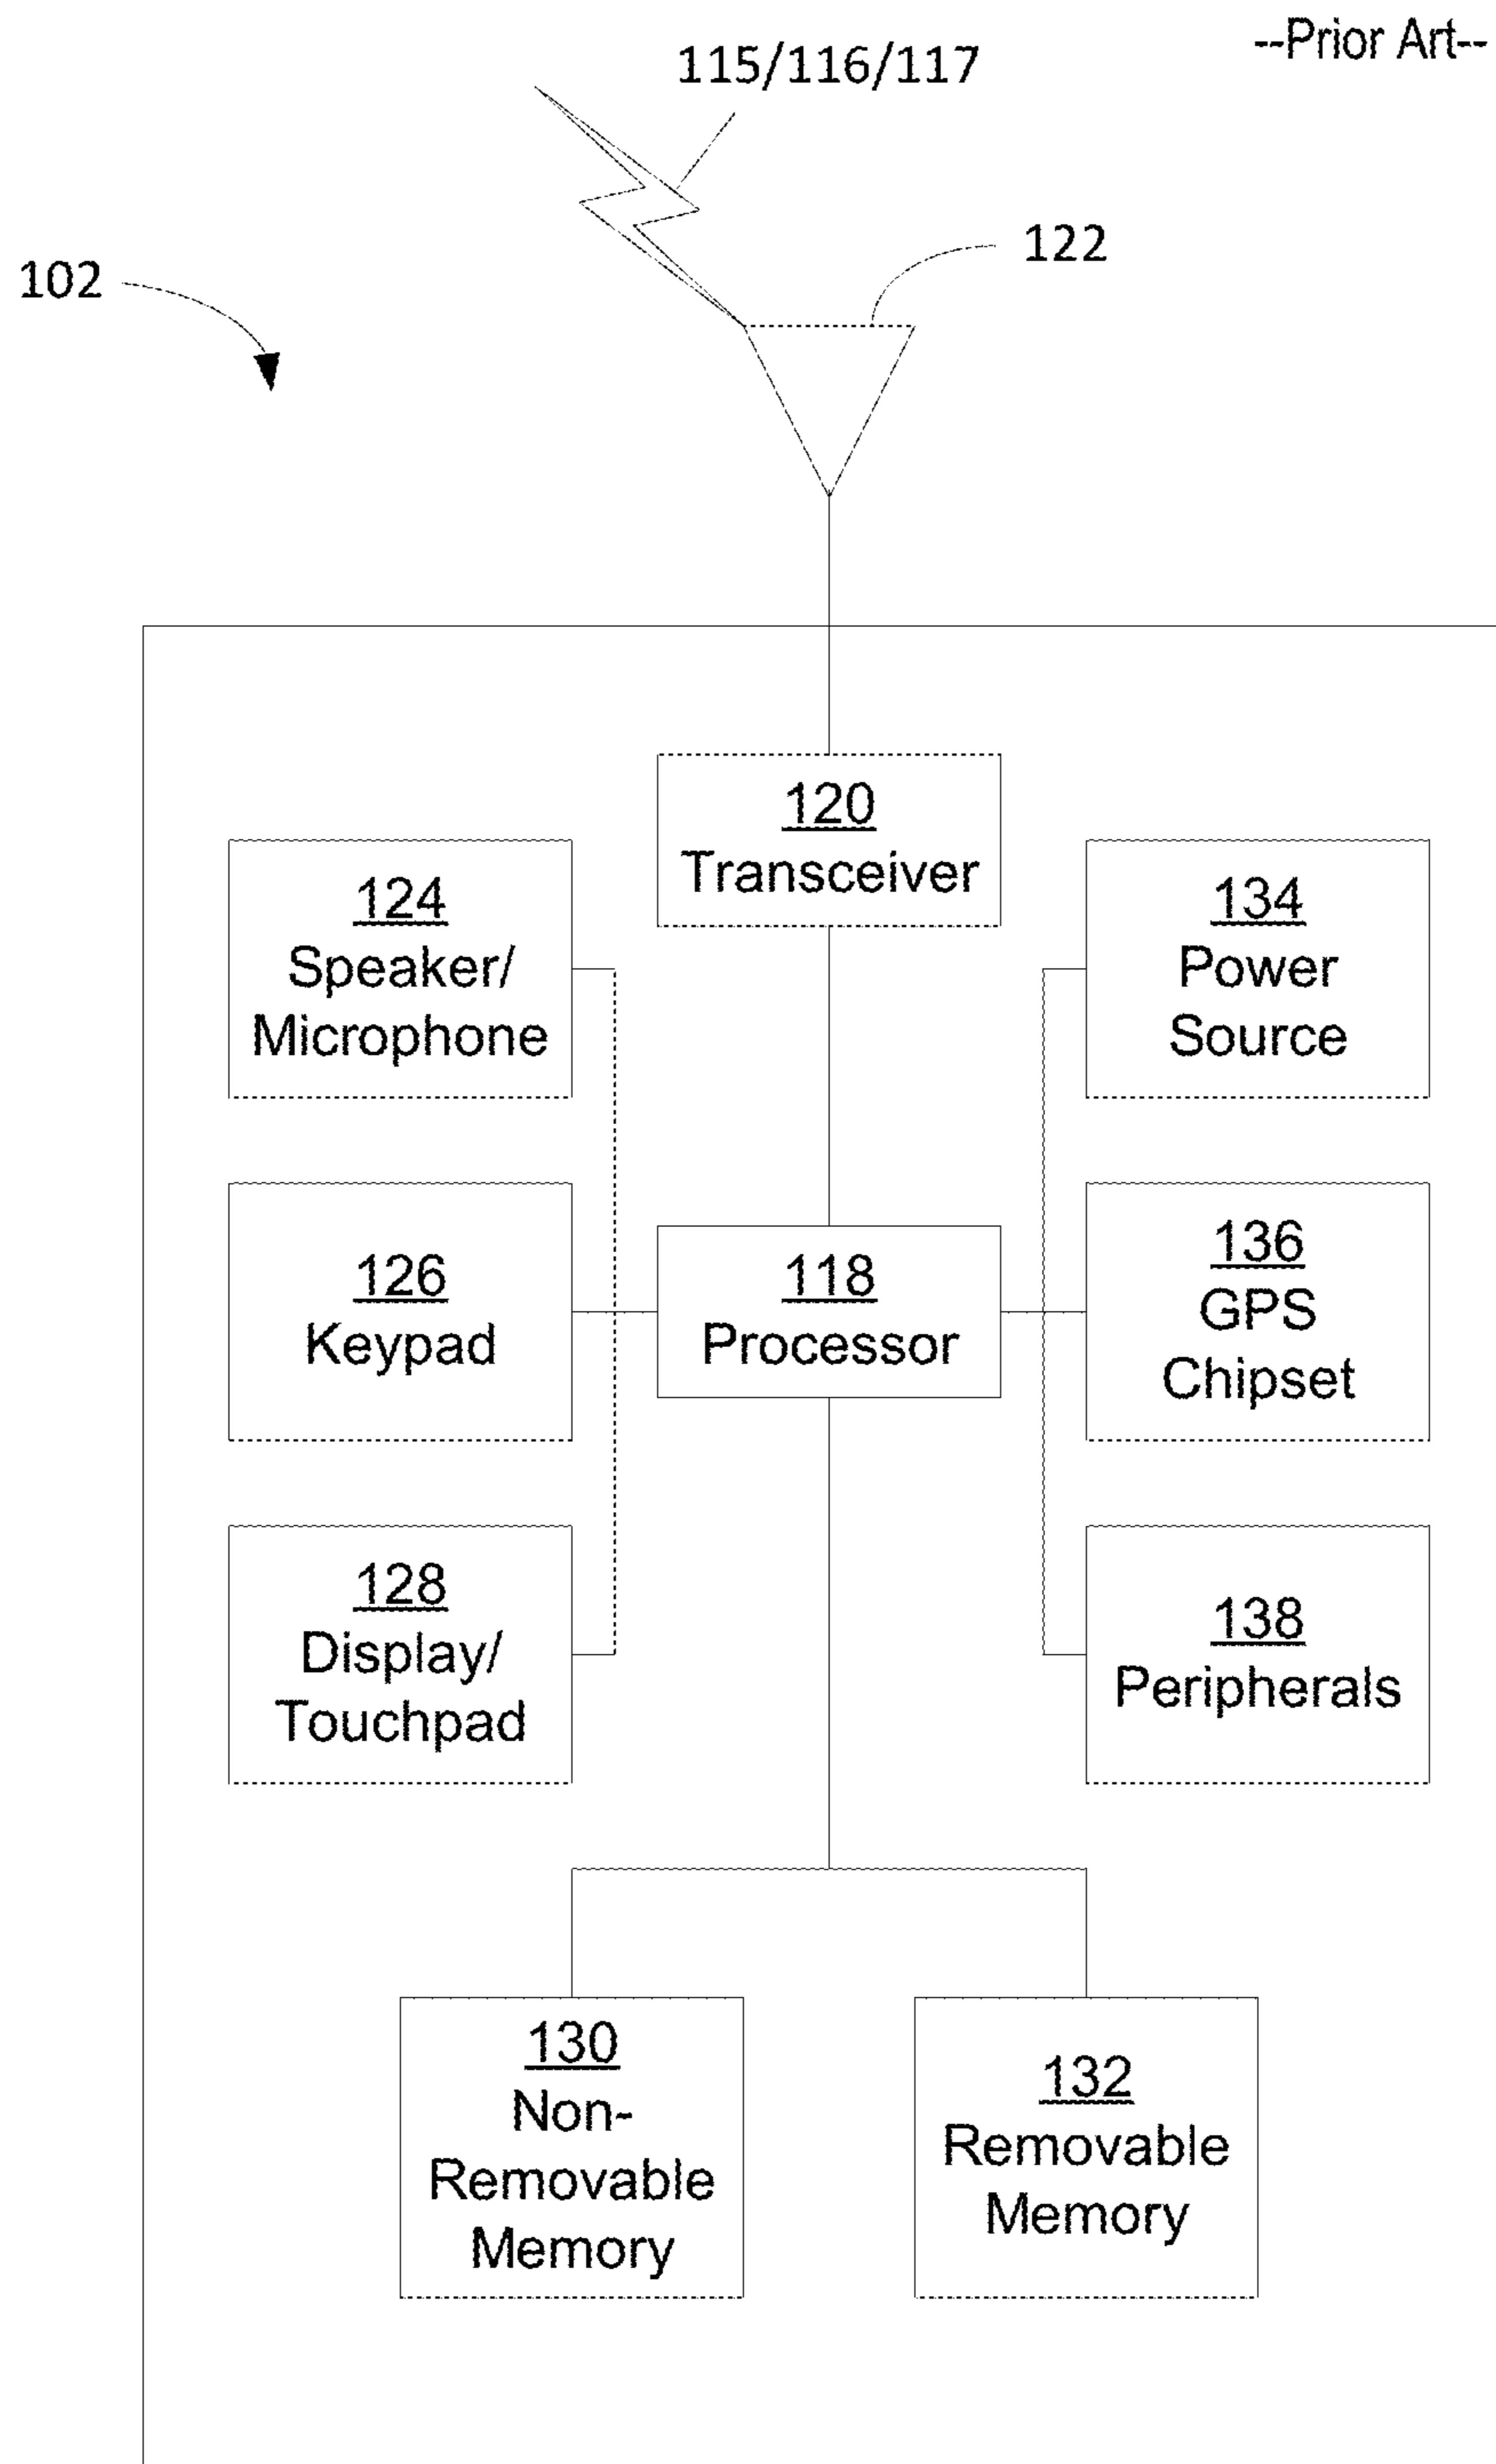 --Prior Art--
115/116/117
122
102
120
Transceiver
124
Speaker/
Microphone
134
Power
Source
126
Keypad
118
Processor
136
GPS
Chipset
128
Display/
Touchpad
138
Peripherals
130
Non-
Removable
Memory
132
Removable
Memory